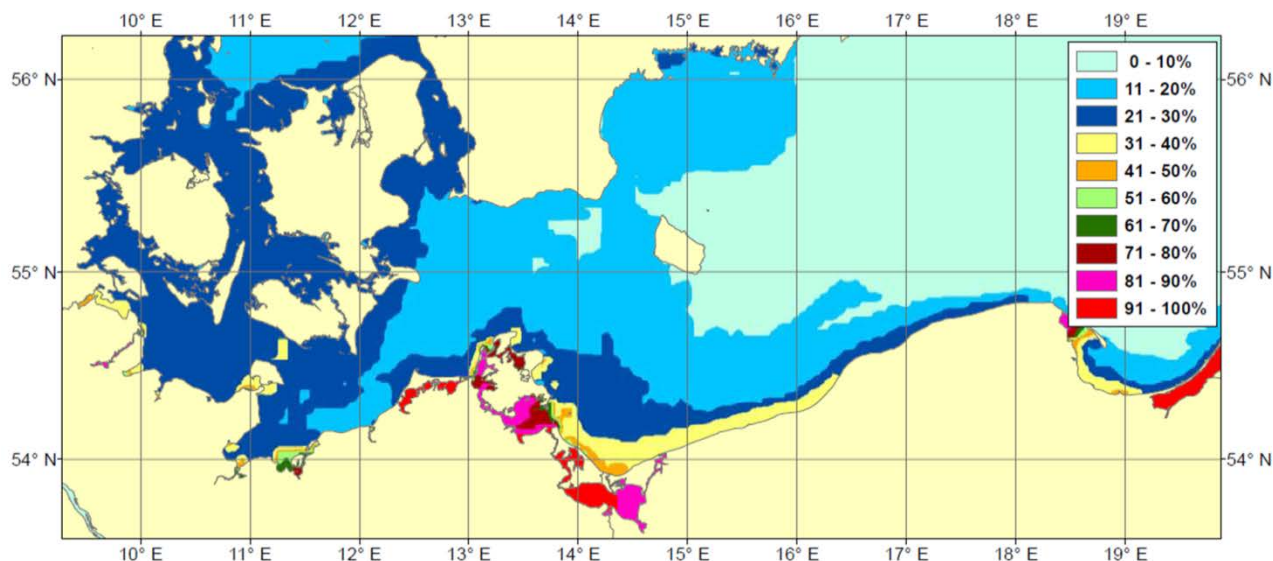 10° E 11° E 12° E 13° E 14° E 15° E 16° E 17° E 18° E 19° E
56° N 56° N
0 - 10%
11 - 20%
21 - 30%
31 - 40%
41 - 50%
51 - 60%
61 - 70%
71 - 80%
81 - 90%
91 - 100%
55° N 55° N
54° N 54° N
10° E 11° E 12° E 13° E 14° E 15° E 16° E 17° E 18° E 19° E